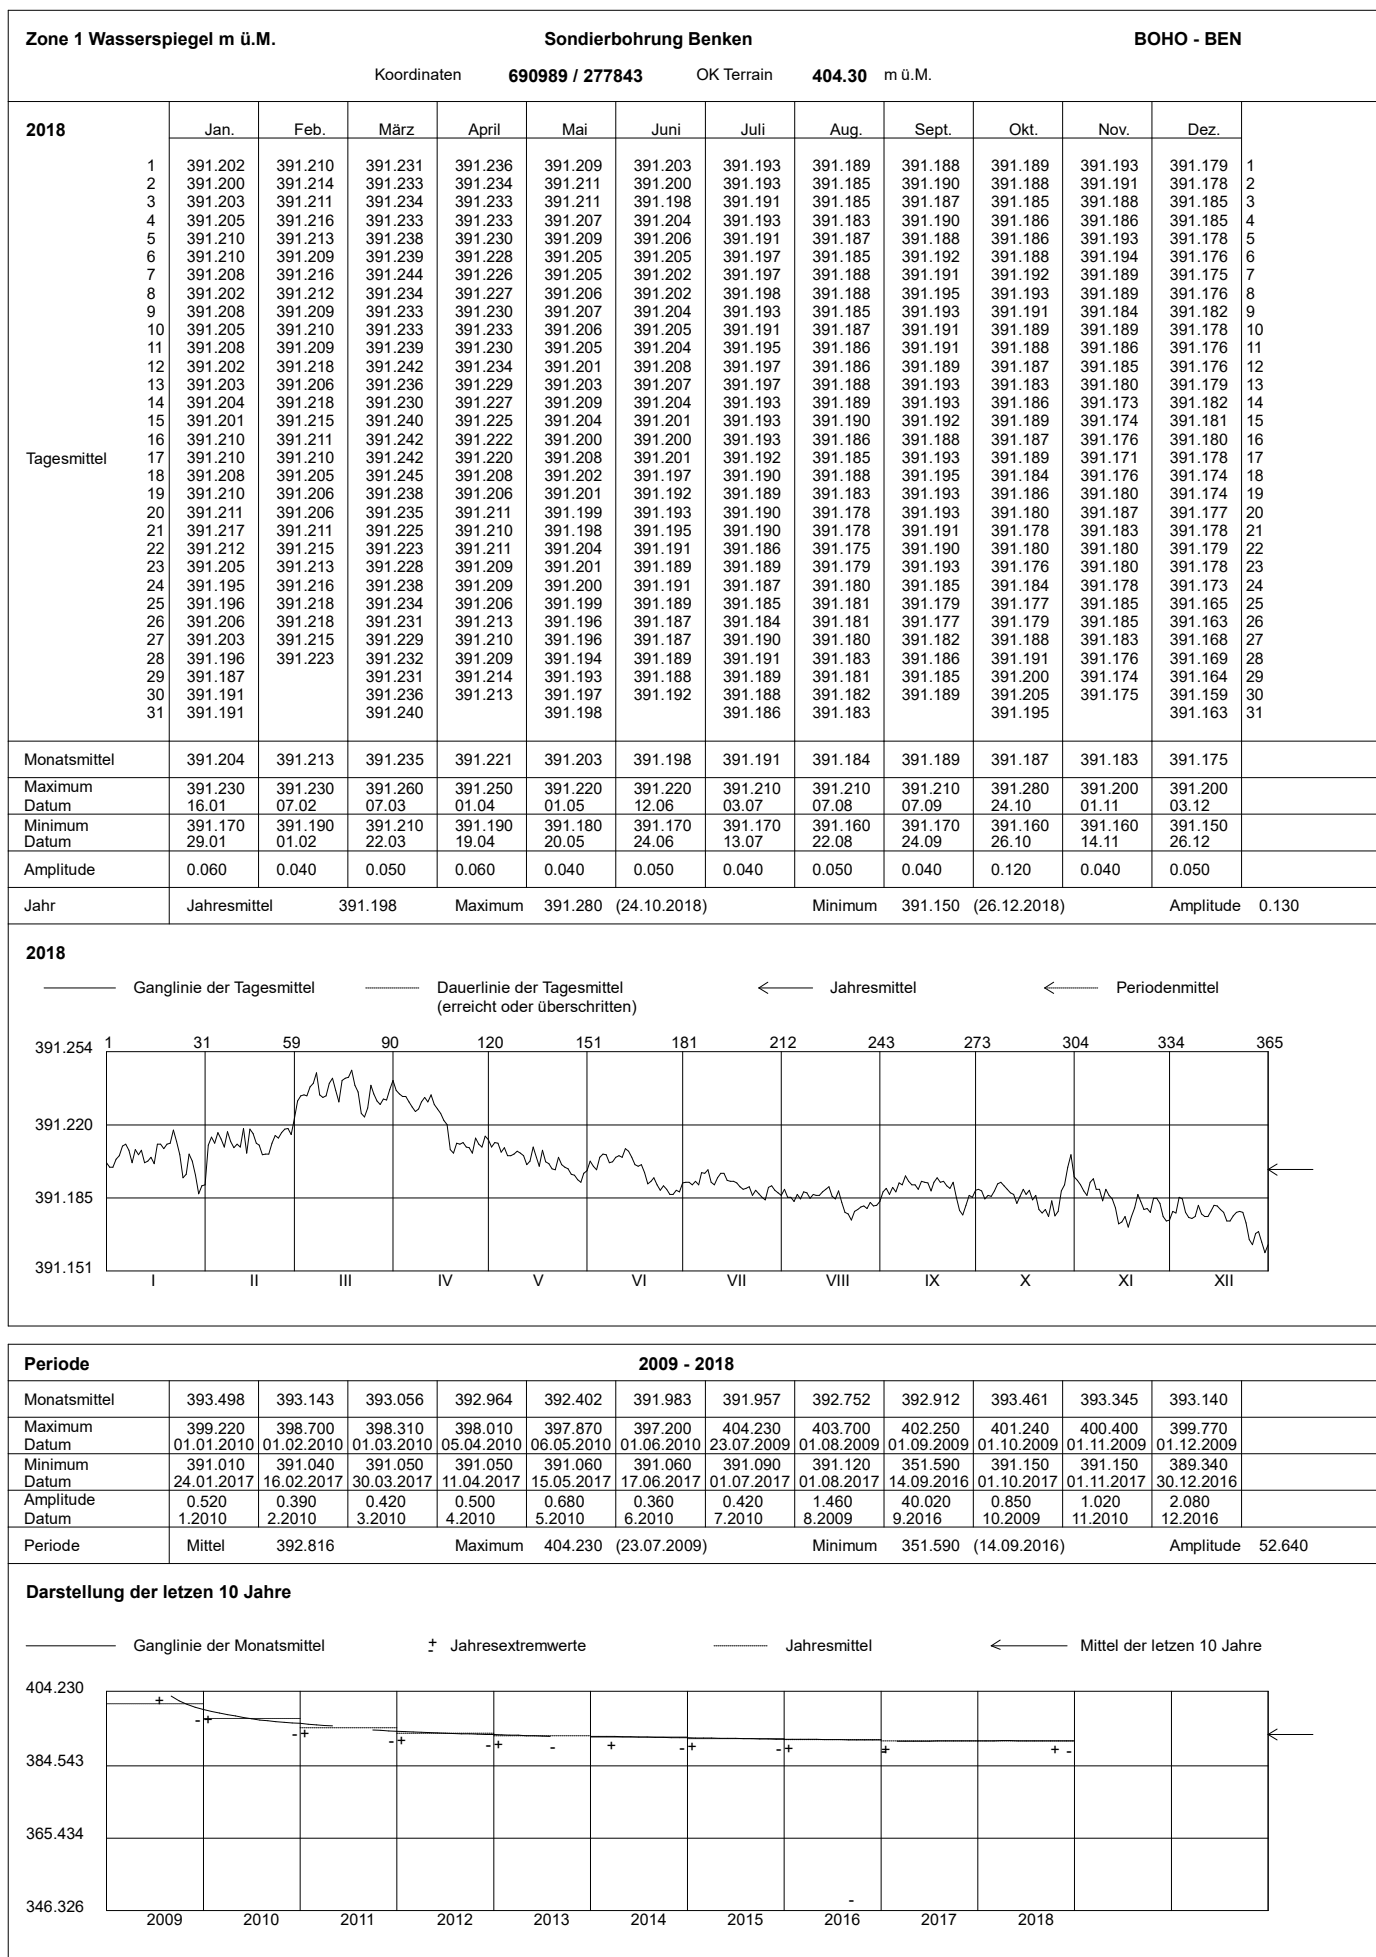 Zone 1 Wasserspiegel m ü.M. Sondierbohrung Benken BOHO - BEN
Koordinaten 690989 / 277843 OK Terrain 404.30 m ü.M.
2018 Jan. Feb. März April Mai Juni Juli Aug. Sept. Okt. Nov. Dez.
1 391.202 391.210 391.231 391.236 391.209 391.203 391.193 391.189 391.188 391.189 391.193 391.179 1
2 391.200 391.214 391.233 391.234 391.211 391.200 391.193 391.185 391.190 391.188 391.191 391.178 2
3 391.203 391.211 391.234 391.233 391.211 391.198 391.191 391.185 391.187 391.185 391.188 391.185 3
4 391.205 391.216 391.233 391.233 391.207 391.204 391.193 391.183 391.190 391.186 391.186 391.185 4
5 391.210 391.213 391.238 391.230 391.209 391.206 391.191 391.187 391.188 391.186 391.193 391.178 5
6 391.210 391.209 391.239 391.228 391.205 391.205 391.197 391.185 391.192 391.188 391.194 391.176 6
7 391.208 391.216 391.244 391.226 391.205 391.202 391.197 391.188 391.191 391.192 391.189 391.175 7
8 391.202 391.212 391.234 391.227 391.206 391.202 391.198 391.188 391.195 391.193 391.189 391.176 8
9 391.208 391.209 391.233 391.230 391.207 391.204 391.193 391.185 391.193 391.191 391.184 391.182 9
10 391.205 391.210 391.233 391.233 391.206 391.205 391.191 391.187 391.191 391.189 391.189 391.178 10
11 391.208 391.209 391.239 391.230 391.205 391.204 391.195 391.186 391.191 391.188 391.186 391.176 11
12 391.202 391.218 391.242 391.234 391.201 391.208 391.197 391.186 391.189 391.187 391.185 391.176 12
13 391.203 391.206 391.236 391.229 391.203 391.207 391.197 391.188 391.193 391.183 391.180 391.179 13
14 391.204 391.218 391.230 391.227 391.209 391.204 391.193 391.189 391.193 391.186 391.173 391.182 14
15 391.201 391.215 391.240 391.225 391.204 391.201 391.193 391.190 391.192 391.189 391.174 391.181 15
16 391.210 391.211 391.242 391.222 391.200 391.200 391.193 391.186 391.188 391.187 391.176 391.180 16
Tagesmittel 17 391.210 391.210 391.242 391.220 391.208 391.201 391.192 391.185 391.193 391.189 391.171 391.178 17
18 391.208 391.205 391.245 391.208 391.202 391.197 391.190 391.188 391.195 391.184 391.176 391.174 18
19 391.210 391.206 391.238 391.206 391.201 391.192 391.189 391.183 391.193 391.186 391.180 391.174 19
20 391.211 391.206 391.235 391.211 391.199 391.193 391.190 391.178 391.193 391.180 391.187 391.177 20
21 391.217 391.211 391.225 391.210 391.198 391.195 391.190 391.178 391.191 391.178 391.183 391.178 21
22 391.212 391.215 391.223 391.211 391.204 391.191 391.186 391.175 391.190 391.180 391.180 391.179 22
23 391.205 391.213 391.228 391.209 391.201 391.189 391.189 391.179 391.193 391.176 391.180 391.178 23
24 391.195 391.216 391.238 391.209 391.200 391.191 391.187 391.180 391.185 391.184 391.178 391.173 24
25 391.196 391.218 391.234 391.206 391.199 391.189 391.185 391.181 391.179 391.177 391.185 391.165 25
26 391.206 391.218 391.231 391.213 391.196 391.187 391.184 391.181 391.177 391.179 391.185 391.163 26
27 391.203 391.215 391.229 391.210 391.196 391.187 391.190 391.180 391.182 391.188 391.183 391.168 27
28 391.196 391.223 391.232 391.209 391.194 391.189 391.191 391.183 391.186 391.191 391.176 391.169 28
29 391.187 391.231 391.214 391.193 391.188 391.189 391.181 391.185 391.200 391.174 391.164 29
30 391.191 391.236 391.213 391.197 391.192 391.188 391.182 391.189 391.205 391.175 391.159 30
31 391.191 391.240 391.198 391.186 391.183 391.195 391.163 31
Monatsmittel 391.204 391.213 391.235 391.221 391.203 391.198 391.191 391.184 391.189 391.187 391.183 391.175
Maximum 391.230 391.230 391.260 391.250 391.220 391.220 391.210 391.210 391.210 391.280 391.200 391.200
Datum 16.01 07.02 07.03 01.04 01.05 12.06 03.07 07.08 07.09 24.10 01.11 03.12
Minimum 391.170 391.190 391.210 391.190 391.180 391.170 391.170 391.160 391.170 391.160 391.160 391.150
Datum 29.01 01.02 22.03 19.04 20.05 24.06 13.07 22.08 24.09 26.10 14.11 26.12
Amplitude 0.060 0.040 0.050 0.060 0.040 0.050 0.040 0.050 0.040 0.120 0.040 0.050
Jahr Jahresmittel 391.198 Maximum 391.280 (24.10.2018) Minimum 391.150 (26.12.2018) Amplitude 0.130
2018
Ganglinie der Tagesmittel Dauerlinie der Tagesmittel Jahresmittel Periodenmittel
(erreicht oder überschritten)
391.254 1 31 59 90 120 151 181 212 243 273 304 334 365
391.220
391.185
391.151
I II III IV V VI VII VIII IX X XI XII
Periode 2009 - 2018
Monatsmittel 393.498 393.143 393.056 392.964 392.402 391.983 391.957 392.752 392.912 393.461 393.345 393.140
Maximum 399.220 398.700 398.310 398.010 397.870 397.200 404.230 403.700 402.250 401.240 400.400 399.770
Datum 01.01.2010 01.02.2010 01.03.2010 05.04.2010 06.05.2010 01.06.2010 23.07.2009 01.08.2009 01.09.2009 01.10.2009 01.11.2009 01.12.2009
Minimum 391.010 391.040 391.050 391.050 391.060 391.060 391.090 391.120 351.590 391.150 391.150 389.340
Datum 24.01.2017 16.02.2017 30.03.2017 11.04.2017 15.05.2017 17.06.2017 01.07.2017 01.08.2017 14.09.2016 01.10.2017 01.11.2017 30.12.2016
Amplitude 0.520 0.390 0.420 0.500 0.680 0.360 0.420 1.460 40.020 0.850 1.020 2.080
Datum 1.2010 2.2010 3.2010 4.2010 5.2010 6.2010 7.2010 8.2009 9.2016 10.2009 11.2010 12.2016
Periode Mittel 392.816 Maximum 404.230 (23.07.2009) Minimum 351.590 (14.09.2016) Amplitude 52.640
Darstellung der letzen 10 Jahre
Ganglinie der Monatsmittel + - Jahresextremwerte Jahresmittel Mittel der letzen 10 Jahre
404.230
384.543
365.434
346.326
2009 2010 2011 2012 2013 2014 2015 2016 2017 2018